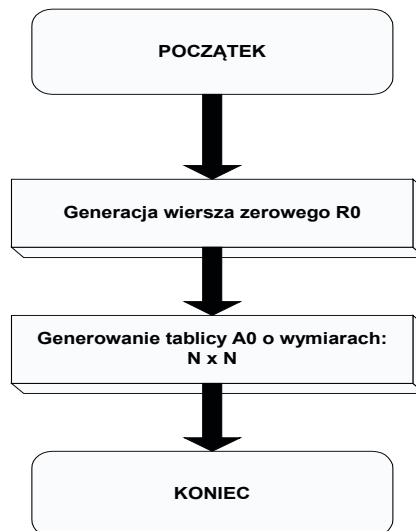 POCZĄTEK
Generacja wiersza zerowego R0
Generowanie tablicy A0 o wymiarach:
N x N
KONIEC